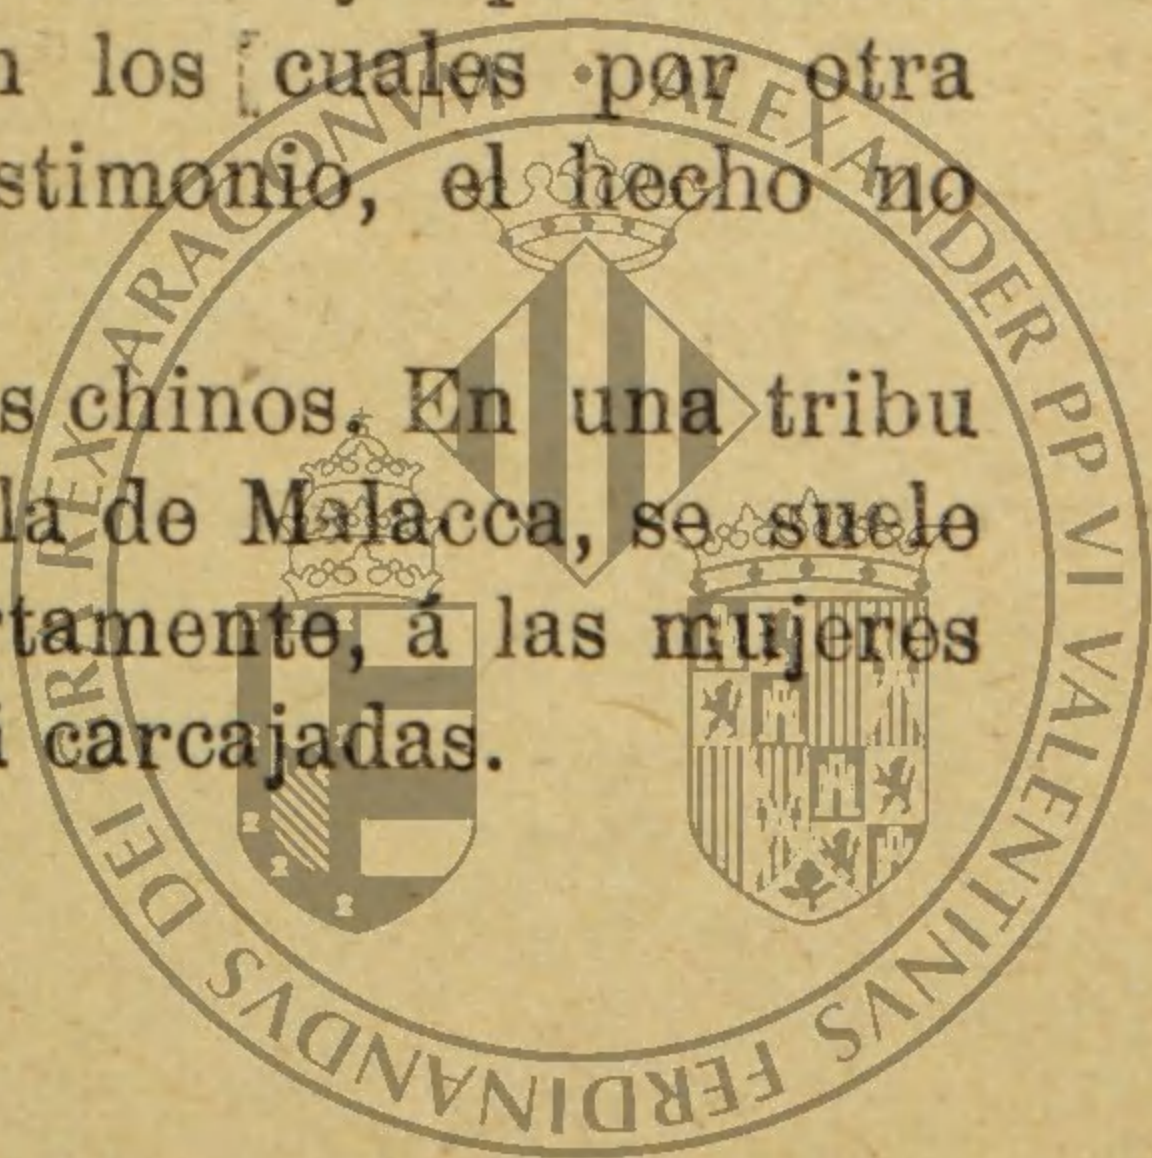 los cuales por otra
stimonio, el hecho no
s chinos. En una tribu
la de Malacca, se suele
rtamente, á las mujeres
carcajadas.
ALEXANDER PP VI VALENTINVS FERDINANDVS DEI GRA REX ARAGONVM